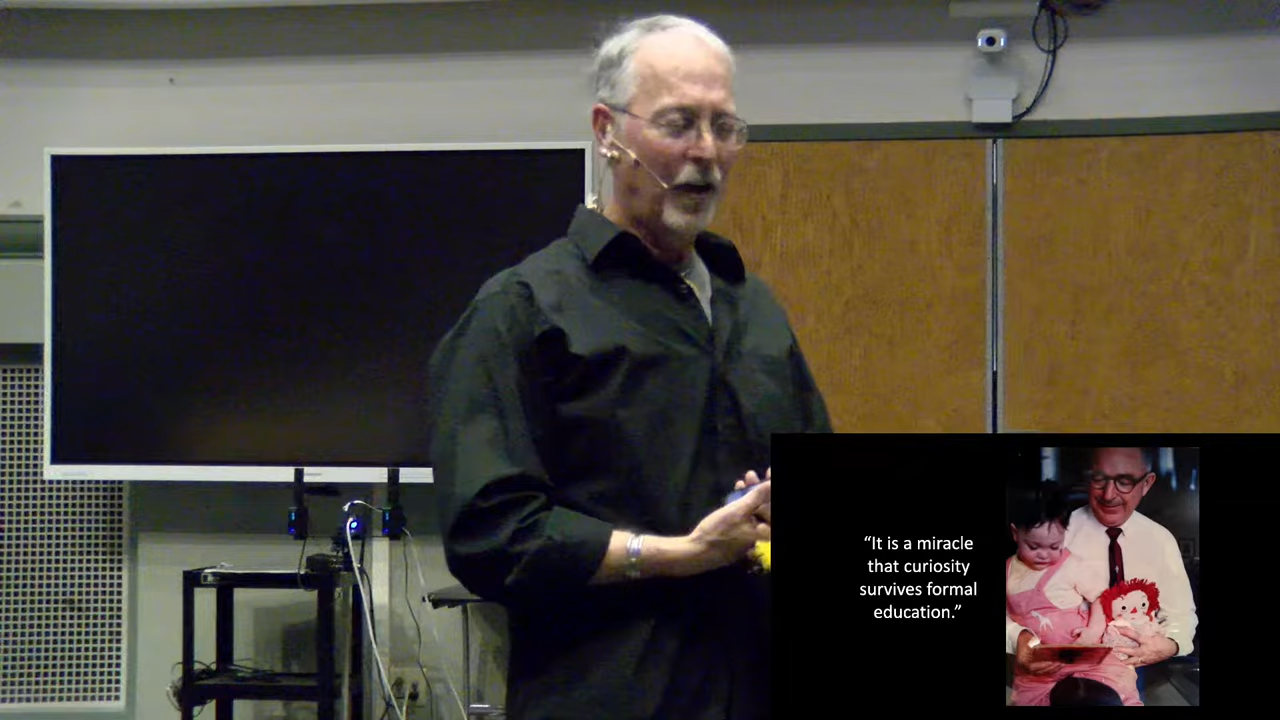 “It is a miracle
that curiosity
survives formal
education.”